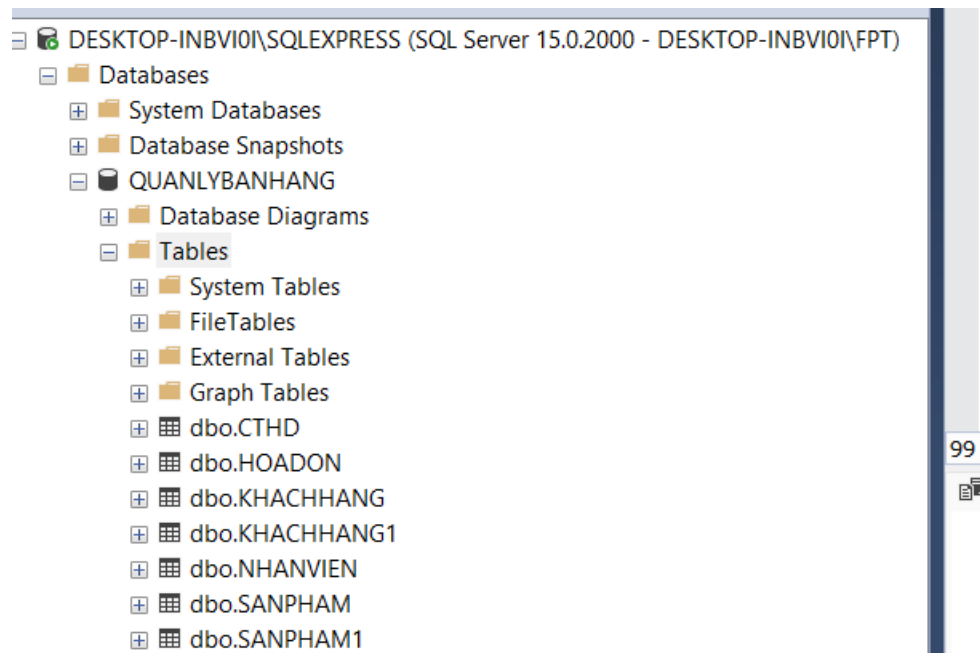 DESKTOP-INBVI0I\SQLEXPRESS (SQL Server 15.0.2000 - DESKTOP-INBVI0I\FPT)
Databases
System Databases
Database Snapshots
QUANLYBANHANG
Database Diagrams
Tables
System Tables
FileTables
External Tables
Graph Tables
dbo.CTHD
dbo.HOADON
99
dbo.KHACHHANG
dbo.KHACHHANG1
dbo.NHANVIEN
dbo.SANPHAM
dbo.SANPHAM1